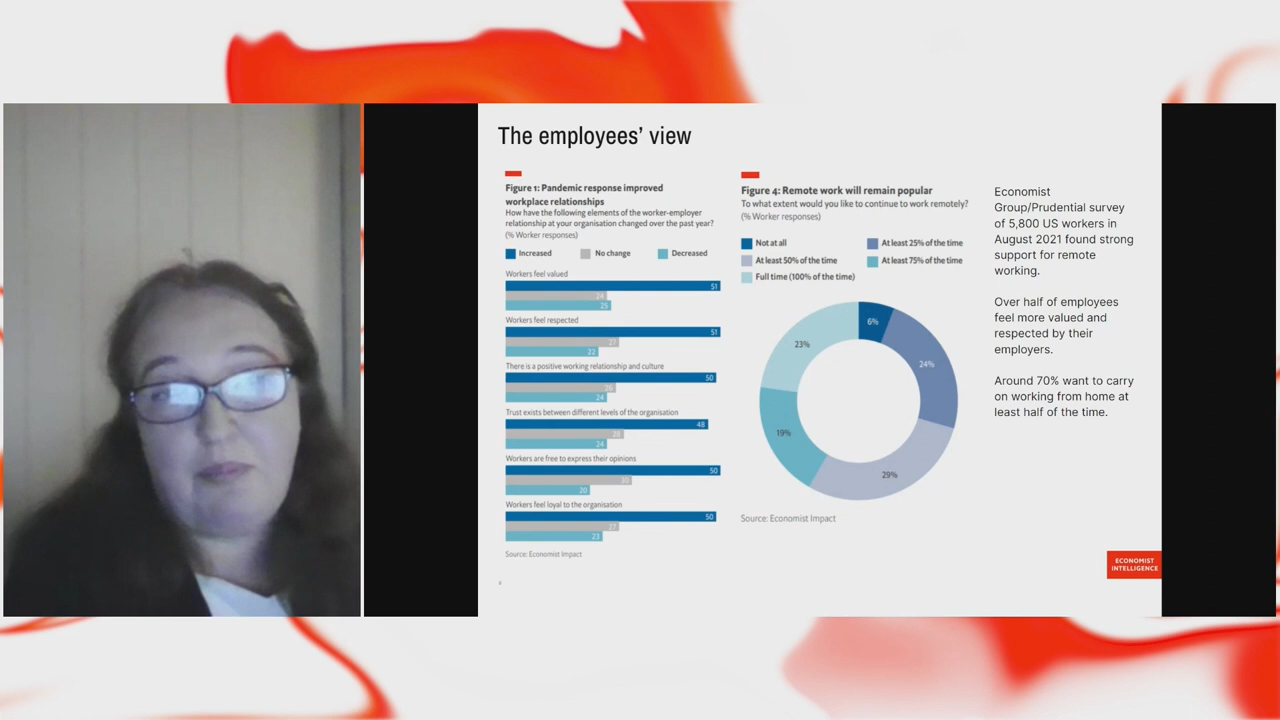 The employees’ view
Figure 1: Pandemic response improved
workplace relationships
How have the following elements of the worker-employer
relationship at your organisation changed over the past year?
(% Worker responses)
Increased
No change
Decreased
Workers feel valued
51
24
25
Workers feel respected
51
27
22
There is a positive working relationship and culture
50
26
24
Trust exists between different levels of the organisation
48
28
24
Workers are free to express their opinions
50
30
20
Workers feel loyal to the organisation
50
27
23
Source: Economist Impact
Figure 4: Remote work will remain popular
To what extent would you like to continue to work remotely?
(% Worker responses)
Not at all
At least 25% of the time
At least 50% of the time
At least 75% of the time
Full time (100% of the time)
6%
24%
29%
19%
23%
Source: Economist Impact
Economist
Group/Prudential survey
of 5,800 US workers in
August 2021 found strong
support for remote
working.
Over half of employees
feel more valued and
respected by their
employers.
Around 70% want to carry
on working from home at
least half of the time.
ECONOMIST
INTELLIGENCE